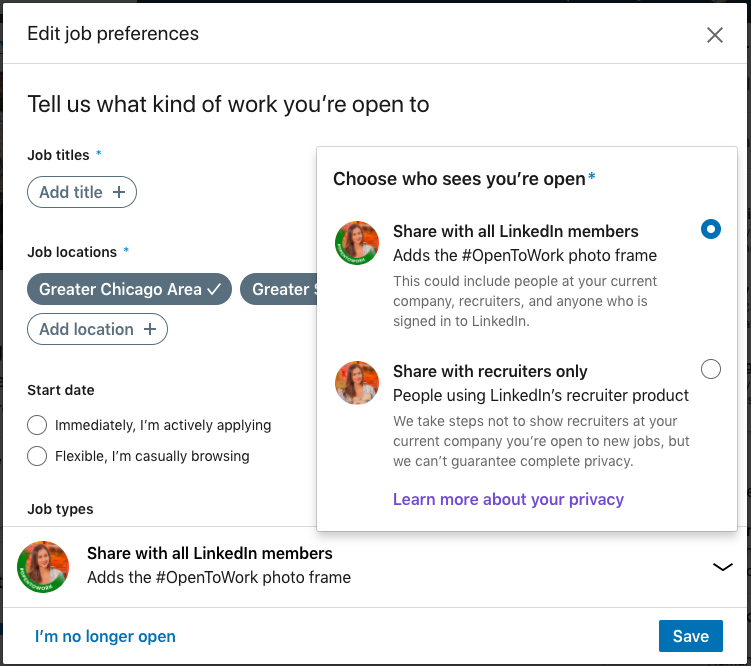 Edit job preferences
Tell us what kind of work you’re open to
Job titles *
Add title +
Job locations *
Greater Chicago Area
Greater
Add location +
Start date
Immediately, I’m actively applying
Flexible, I’m casually browsing
Job types
Choose who sees you’re open*
Share with all LinkedIn members
Adds the #OpenToWork photo frame
This could include people at your current
company, recruiters, and anyone who is
signed in to LinkedIn.
Share with recruiters only
People using LinkedIn’s recruiter product
We take steps not to show recruiters at your
current company you’re open to new jobs, but
we can’t guarantee complete privacy.
Learn more about your privacy
#OPENTOWORK
Share with all LinkedIn members
Adds the #OpenToWork photo frame
I’m no longer open
Save